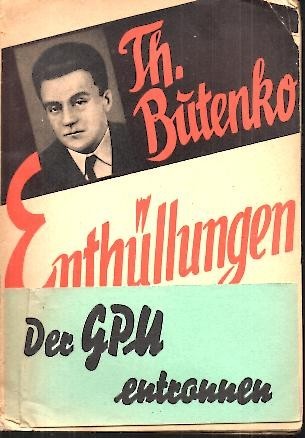 Th.
Butenko
Enthüllungen
Der GPU
entronnen